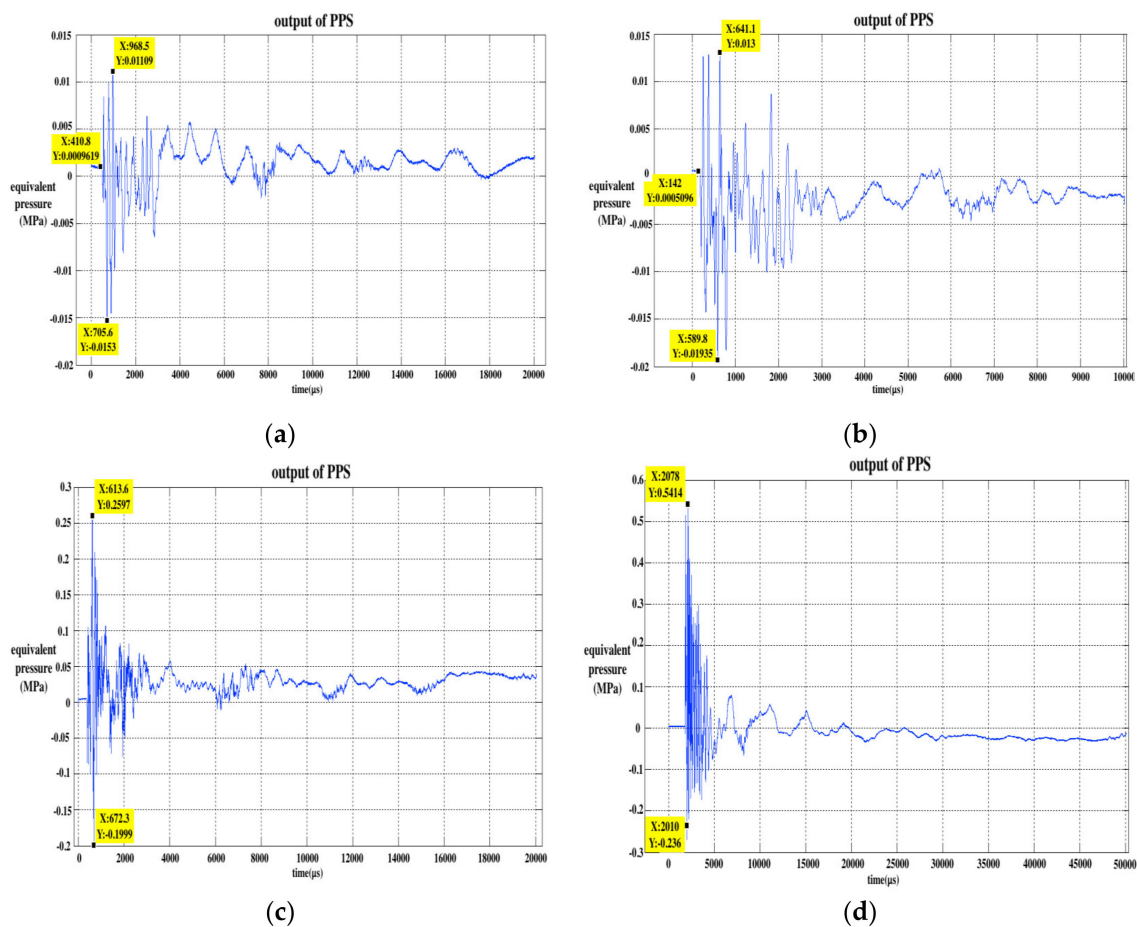 output of PPS
X:968.5
Y:0.01109
X:410.8
Y:0.0009619
X:705.6
Y:-0.0153
equivalent
pressure
(MPa)
0.015
0.01
0.005
0
-0.005
-0.01
-0.015
-0.02
0 2000 4000 6000 8000 10000 12000 14000 16000 18000 20000
time(μs)
(a)
output of PPS
X:641.1
Y:0.013
X:142
Y:0.0005096
X:589.8
Y:-0.01935
equivalent
pressure
(MPa)
0.015
0.01
0.005
0
-0.005
-0.01
-0.015
-0.02
0 1000 2000 3000 4000 5000 6000 7000 8000 9000 10000
time(μs)
(b)
output of PPS
X:613.6
Y:0.2597
X:672.3
Y:-0.1999
equivalent
pressure
(MPa)
0.3
0.25
0.2
0.15
0.1
0.05
0
-0.05
-0.1
-0.15
-0.2
0 2000 4000 6000 8000 10000 12000 14000 16000 18000 20000
time(μs)
(c)
output of PPS
X:2078
Y:0.5414
X:2010
Y:-0.236
equivalent
pressure
(MPa)
0.6
0.5
0.4
0.3
0.2
0.1
0
-0.1
-0.2
-0.3
0 5000 10000 15000 20000 25000 30000 35000 40000 45000 50000
time(μs)
(d)